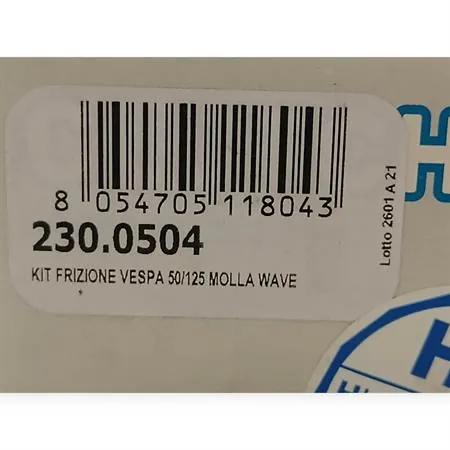 8 054705 118043
230.0504
KIT FRIZIONE VESPA 50/125 MOLLA WAVE
Lotto 2601 A 21
H